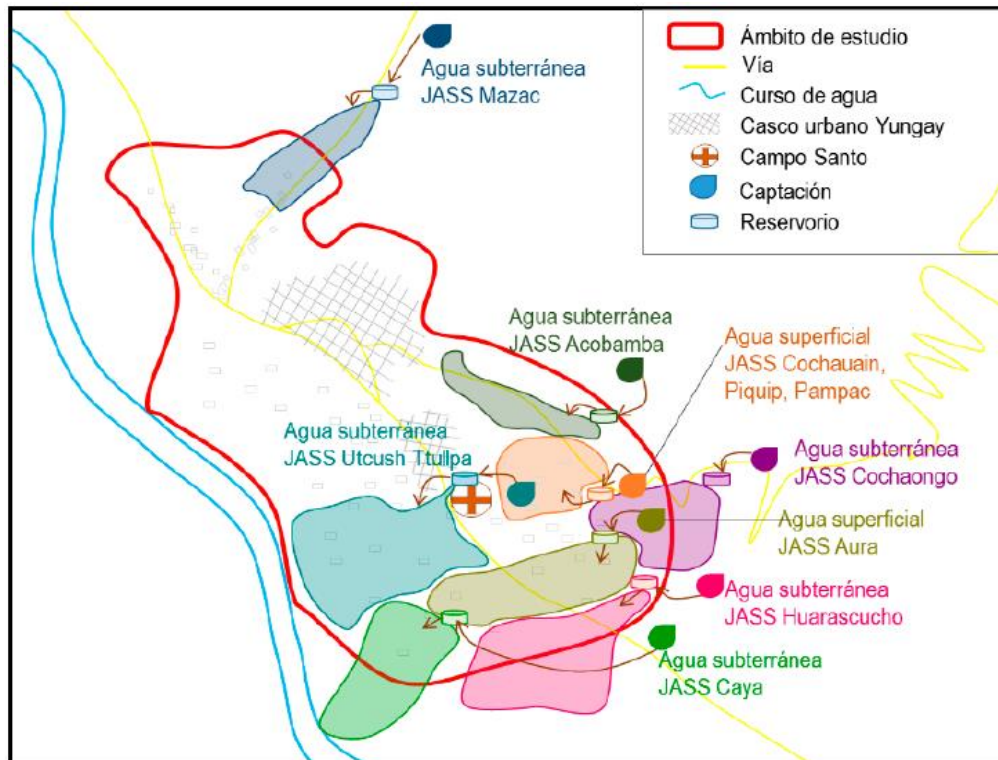 Agua subterránea
JASS Mazac
Ámbito de estudio
Vía
Curso de agua
Casco urbano Yungay
Campo Santo
Captación
Reservorio
Agua subterránea
JASS Acobamba
Agua superficial
JASS Cochauain,
Piquip, Pampac
Agua subterránea
JASS Utcush Ttullpa
Agua subterránea
JASS Cochaongo
Agua superficial
JASS Aura
Agua subterránea
JASS Huarascucho
Agua subterránea
JASS Caya